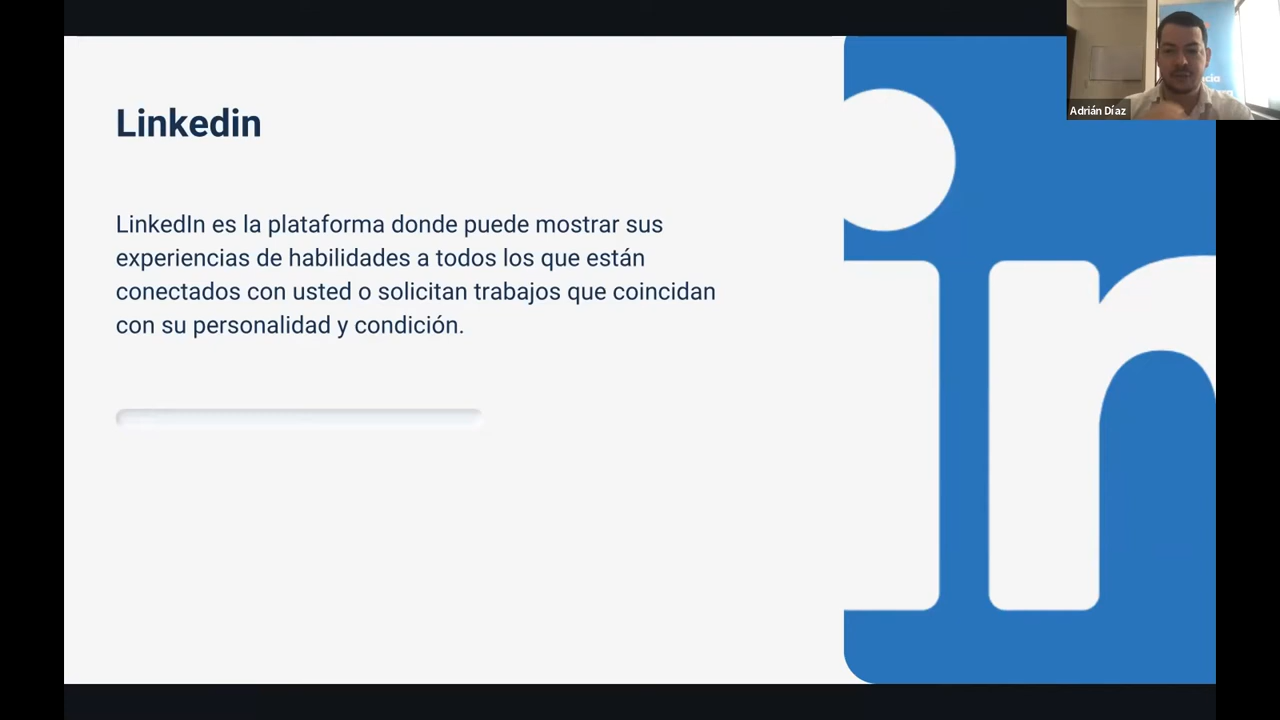 Linkedin
LinkedIn es la plataforma donde puede mostrar sus
experiencias de habilidades a todos los que están
conectados con usted o solicitan trabajos que coincidan
con su personalidad y condición.
in
Adrián Díaz